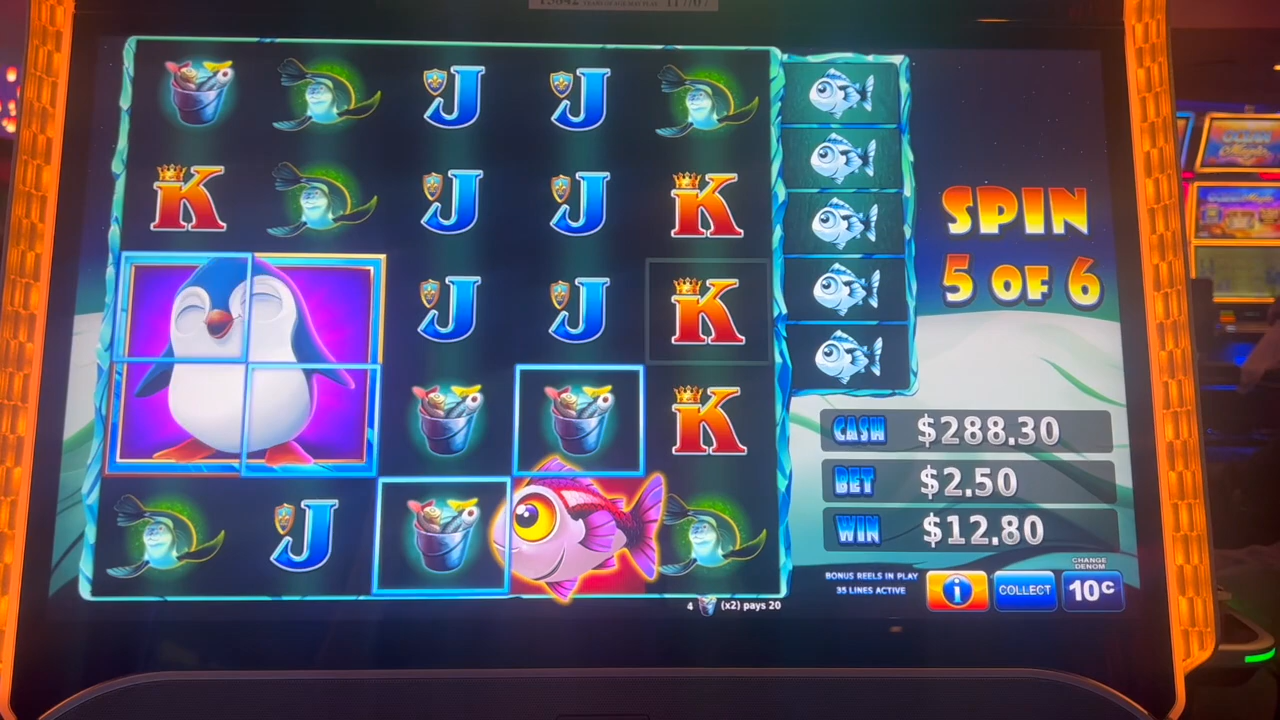 J J
K J J K
J J K
K
J
SPIN
5 OF 6
CASH $288.30
BET $2.50
WIN $12.80
BONUS REELS IN PLAY
35 LINES ACTIVE
i
COLLECT
CHANGE
DENOM
10¢
4 (x2) pays 20